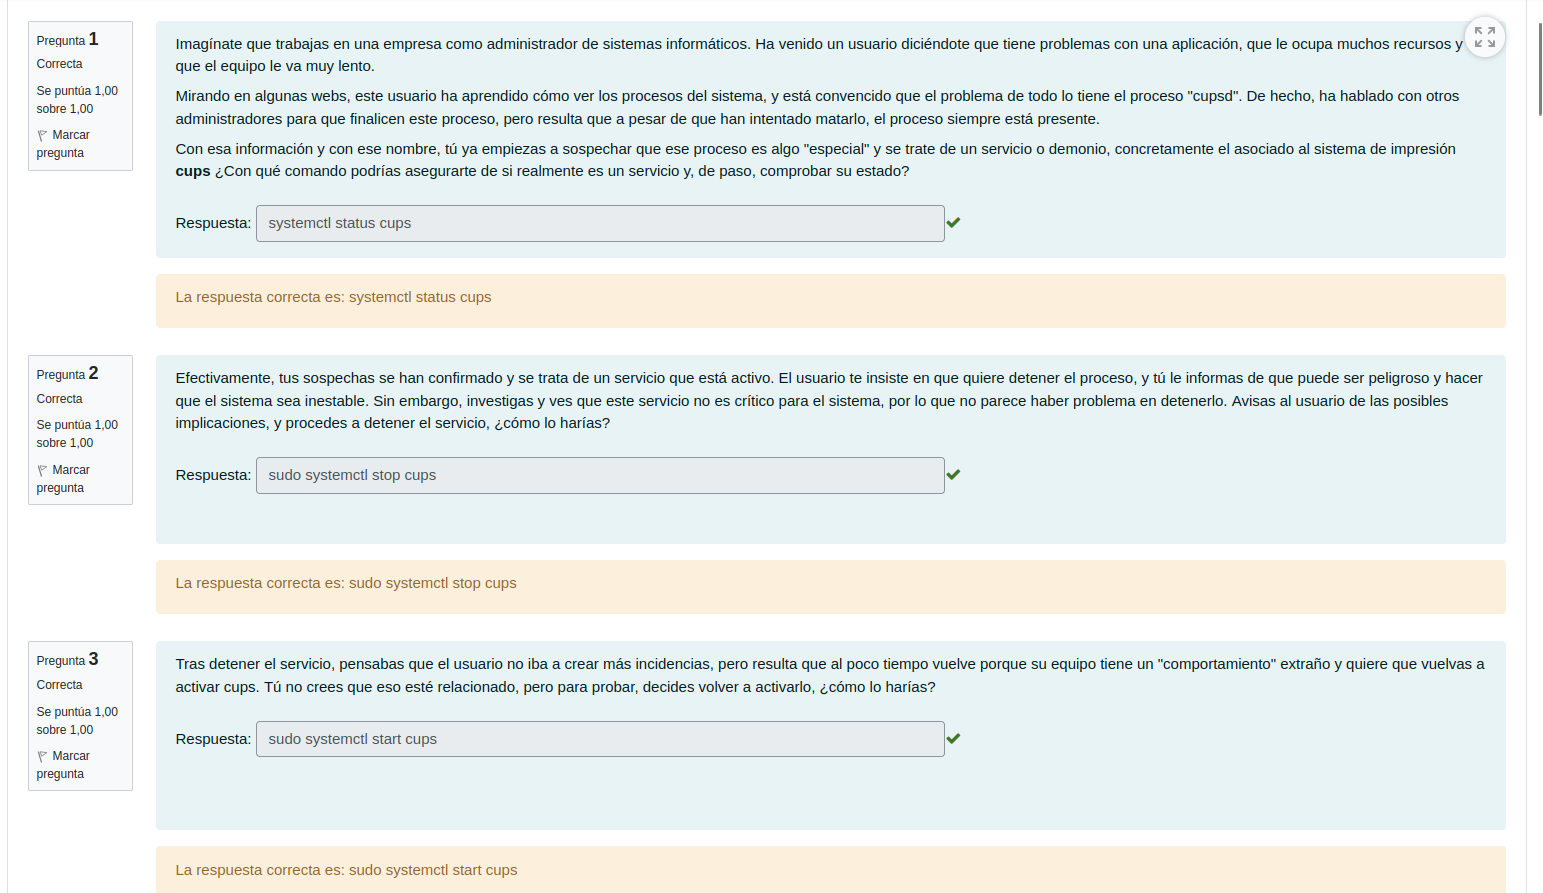 Pregunta 1
Correcta
Se puntúa 1,00
sobre 1,00
Marcar
pregunta
Imagínate que trabajas en una empresa como administrador de sistemas informáticos. Ha venido un usuario diciéndote que tiene problemas con una aplicación, que le ocupa muchos recursos y
que el equipo le va muy lento.
Mirando en algunas webs, este usuario ha aprendido cómo ver los procesos del sistema, y está convencido que el problema de todo lo tiene el proceso "cupsd". De hecho, ha hablado con otros
administradores para que finalicen este proceso, pero resulta que a pesar de que han intentado matarlo, el proceso siempre está presente.
Con esa información y con ese nombre, tú ya empiezas a sospechar que ese proceso es algo "especial" y se trate de un servicio o demonio, concretamente el asociado al sistema de impresión
cups ¿Con qué comando podrías asegurarte de si realmente es un servicio y, de paso, comprobar su estado?
Respuesta: systemctl status cups
La respuesta correcta es: systemctl status cups
Pregunta 2
Correcta
Se puntúa 1,00
sobre 1,00
Marcar
pregunta
Efectivamente, tus sospechas se han confirmado y se trata de un servicio que está activo. El usuario te insiste en que quiere detener el proceso, y tú le informas de que puede ser peligroso y hacer
que el sistema sea inestable. Sin embargo, investigas y ves que este servicio no es crítico para el sistema, por lo que no parece haber problema en detenerlo. Avisas al usuario de las posibles
implicaciones, y procedes a detener el servicio, ¿cómo lo harías?
Respuesta: sudo systemctl stop cups
La respuesta correcta es: sudo systemctl stop cups
Pregunta 3
Correcta
Se puntúa 1,00
sobre 1,00
Marcar
pregunta
Tras detener el servicio, pensabas que el usuario no iba a crear más incidencias, pero resulta que al poco tiempo vuelve porque su equipo tiene un "comportamiento" extraño y quiere que vuelvas a
activar cups. Tú no crees que eso esté relacionado, pero para probar, decides volver a activarlo, ¿cómo lo harías?
Respuesta: sudo systemctl start cups
La respuesta correcta es: sudo systemctl start cups